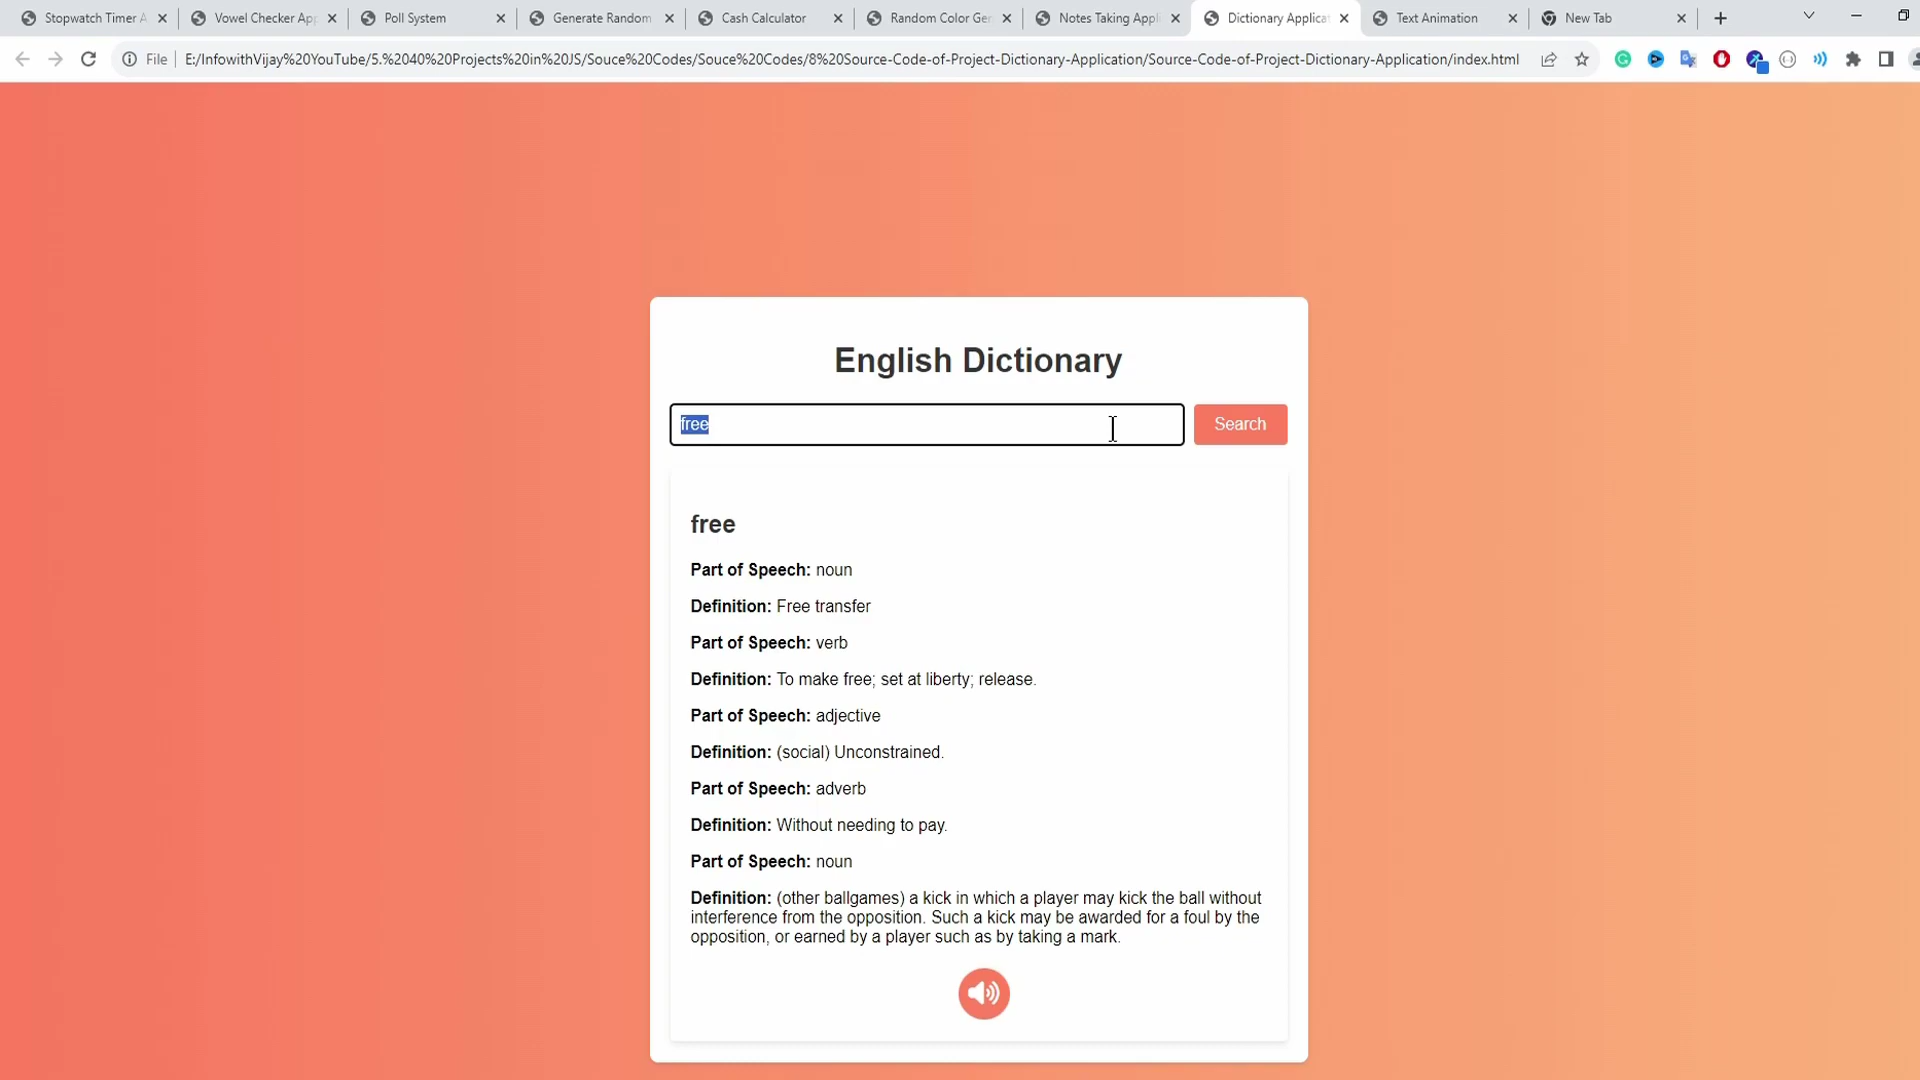 Stopwatch Timer A
Vowel Checker App
Poll System
Generate Random
Cash Calculator
Random Color Ger
Notes Taking Appl
Dictionary Applicat
Text Animation
New Tab
File
E:/InfowithVijay%20YouTube/5.%2040%20Projects%20in%20JS/Souce%20Codes/Souce%20Codes/8%20Source-Code-of-Project-Dictionary-Application/Source-Code-of-Project-Dictionary-Application/index.html
English Dictionary
free
Search
free
Part of Speech: noun
Definition: Free transfer
Part of Speech: verb
Definition: To make free; set at liberty; release.
Part of Speech: adjective
Definition: (social) Unconstrained.
Part of Speech: adverb
Definition: Without needing to pay.
Part of Speech: noun
Definition: (other ballgames) a kick in which a player may kick the ball without
interference from the opposition. Such a kick may be awarded for a foul by the
opposition, or earned by a player such as by taking a mark.